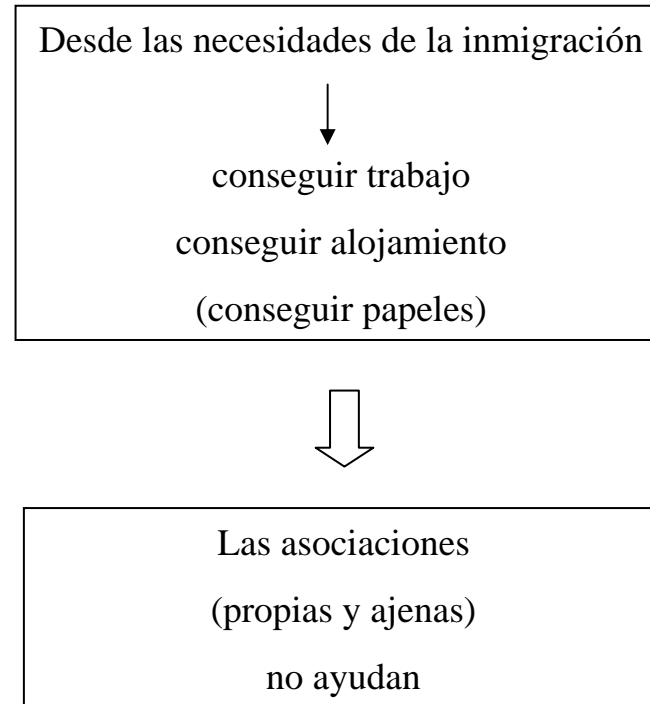 Desde las necesidades de la inmigración
conseguir trabajo
conseguir alojamiento
(conseguir papeles)
Las asociaciones
(propias y ajenas)
no ayudan